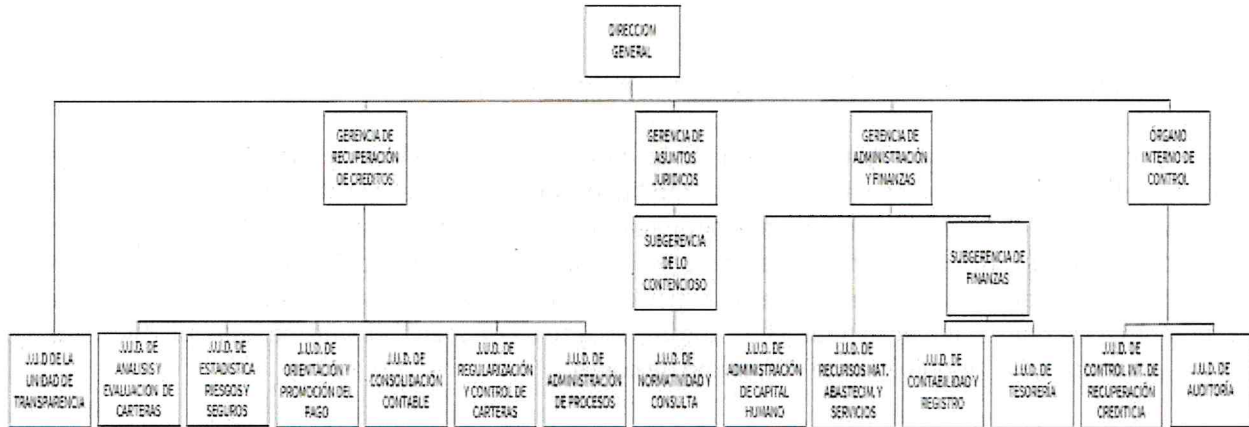 DIRECCION
GENERAL
GERENCIA DE
RECUPERACIÓN
DE CREDITOS
GERENCIA DE
ASUNTOS
JURIDICOS
GERENCIA DE
ADMINISTRACIÓN
Y FINANZAS
ÓRGANO
INTERNO DE
CONTROL
SUBGERENCIA
DE LO
CONTENCIOSO
SUBGERENCIA DE
FINANZAS
J.U.D DE LA
UNIDAD DE
TRANSPARENCIA
J.U.D. DE
ANALISIS Y
EVALUACION DE
CARTERAS
J.U.D. DE
ESTADISTICA
RIESGOS Y
SEGUROS
J.U.D. DE
ORIENTACIÓN Y
PROMOCIÓN DEL
PAGO
J.U.D. DE
CONSOLIDACIÓN
CONTABLE
J.U.D. DE
REGULARIZACIÓN
Y CONTROL DE
CARTERAS
J.U.D. DE
ADMINISTRACIÓN
DE PROCESOS
J.U.D. DE
NORMATIVIDAD Y
CONSULTA
J.U.D. DE
ADMINISTRACIÓN
DE CAPITAL
HUMANO
J.U.D. DE
RECURSOS MAT.
ABASTECIM. Y
SERVICIOS
J.U.D. DE
CONTABILIDAD Y
REGISTRO
J.U.D. DE
TESORERÍA
J.U.D. DE
CONTROL INT. DE
RECUPERACIÓN
CREDITICIA
J.U.D. DE
AUDITORÍA